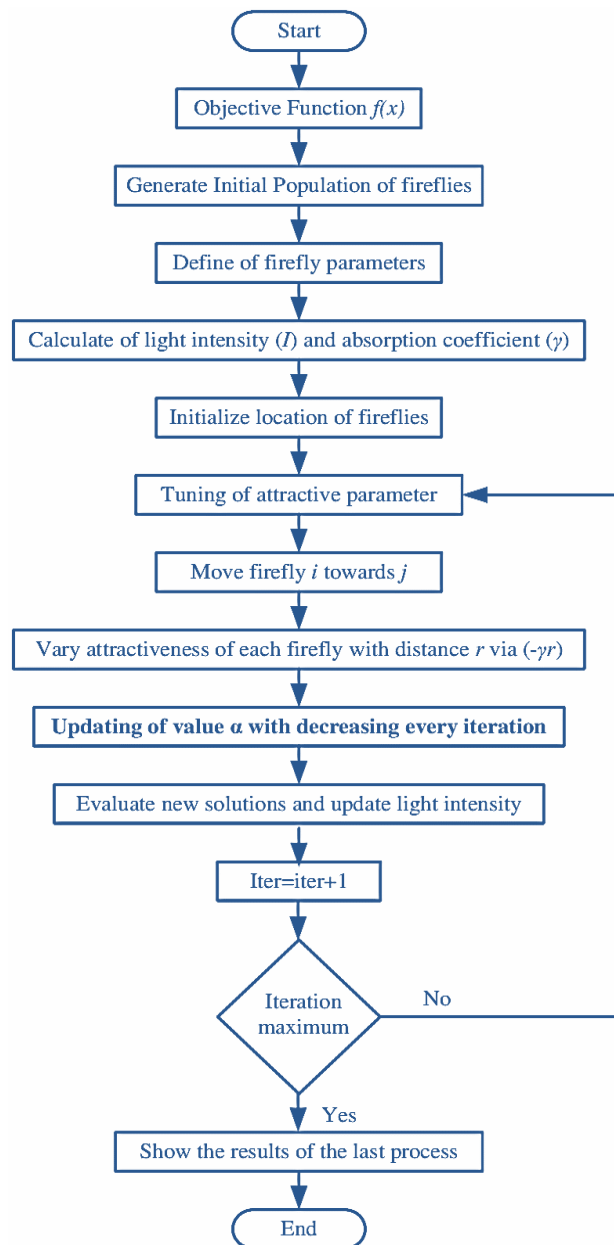 Start
Objective Function f(x)
Generate Initial Population of fireflies
Define of firefly parameters
Calculate of light intensity (I) and absorption coefficient (γ)
Initialize location of fireflies
Tuning of attractive parameter
Move firefly i towards j
Vary attractiveness of each firefly with distance r via (-γr)
Updating of value α with decreasing every iteration
Evaluate new solutions and update light intensity
Iter=iter+1
Iteration
maximum
No
Yes
Show the results of the last process
End